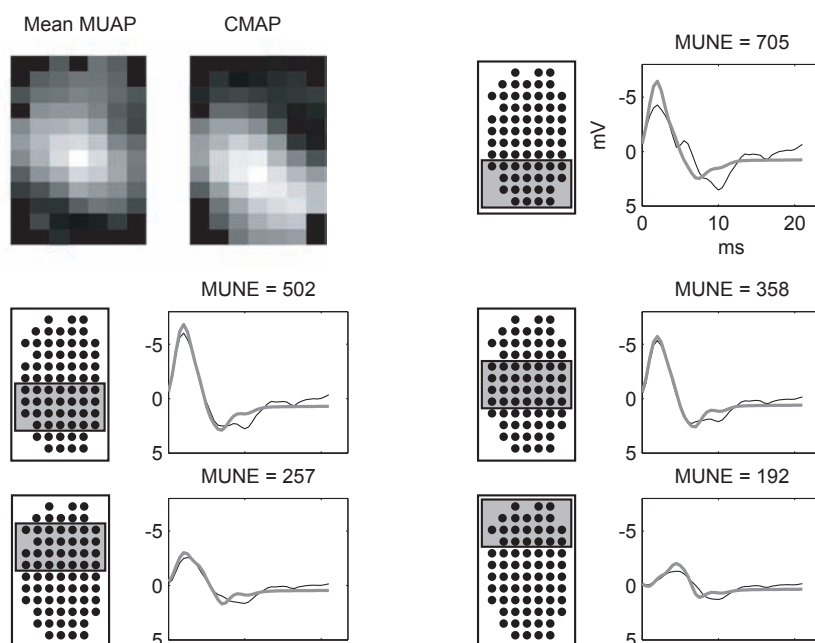 Mean MUAP
CMAP
MUNE = 705
-5
mV
0
5
0
10
20
ms
MUNE = 502
-5
0
5
MUNE = 358
-5
0
5
MUNE = 257
-5
0
5
MUNE = 192
-5
0
5